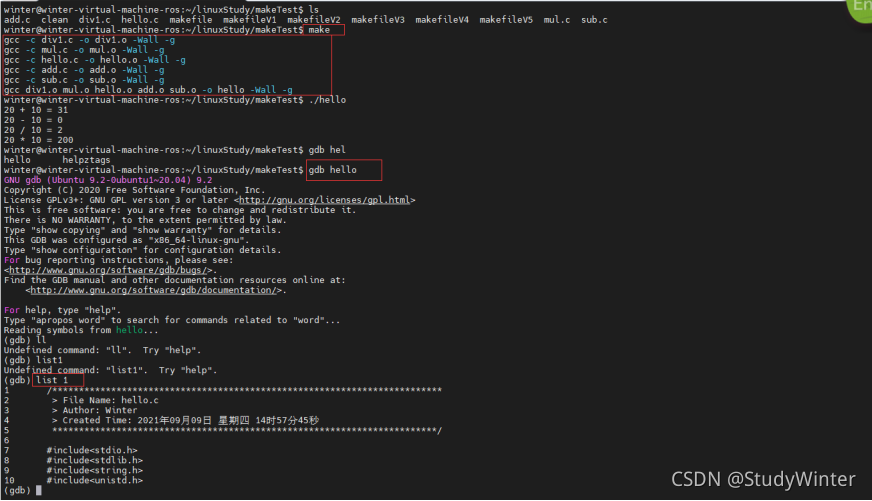 winter@winter-virtual-machine-ros:~/linuxStudy/makeTest$ ls
add.c  clean  div1.c  hello.c  makefile  makefileV1  makefileV2  makefileV3  makefileV4  makefileV5  mul.c  sub.c
winter@winter-virtual-machine-ros:~/linuxStudy/makeTest$ make
gcc -c div1.c -o div1.o -Wall -g
gcc -c mul.c -o mul.o -Wall -g
gcc -c hello.c -o hello.o -Wall -g
gcc -c add.c -o add.o -Wall -g
gcc -c sub.c -o sub.o -Wall -g
gcc div1.o mul.o hello.o add.o sub.o -o hello -Wall -g
winter@winter-virtual-machine-ros:~/linuxStudy/makeTest$ ./hello
20 + 10 = 31
20 - 10 = 0
20 / 10 = 2
20 * 10 = 200
winter@winter-virtual-machine-ros:~/linuxStudy/makeTest$ gdb hel
hello      helpztags
winter@winter-virtual-machine-ros:~/linuxStudy/makeTest$ gdb hello
GNU gdb (Ubuntu 9.2-0ubuntu1~20.04) 9.2
Copyright (C) 2020 Free Software Foundation, Inc.
License GPLv3+: GNU GPL version 3 or later <http://gnu.org/licenses/gpl.html>
This is free software: you are free to change and redistribute it.
There is NO WARRANTY, to the extent permitted by law.
Type "show copying" and "show warranty" for details.
This GDB was configured as "x86_64-linux-gnu".
Type "show configuration" for configuration details.
For bug reporting instructions, please see:
<http://www.gnu.org/software/gdb/bugs/>.
Find the GDB manual and other documentation resources online at:
    <http://www.gnu.org/software/gdb/documentation/>.

For help, type "help".
Type "apropos word" to search for commands related to "word"...
Reading symbols from hello...
(gdb) ll
Undefined command: "ll".  Try "help".
(gdb) list1
Undefined command: "list1".  Try "help".
(gdb) list 1
1       /*************************************************************************
2        > File Name: hello.c
3        > Author: Winter
4        > Created Time: 2021年09月09日 星期四 14时57分45秒
5        ************************************************************************/
6
7       #include<stdio.h>
8       #include<stdlib.h>
9       #include<string.h>
10      #include<unistd.h>
(gdb)
En
CSDN @StudyWinter